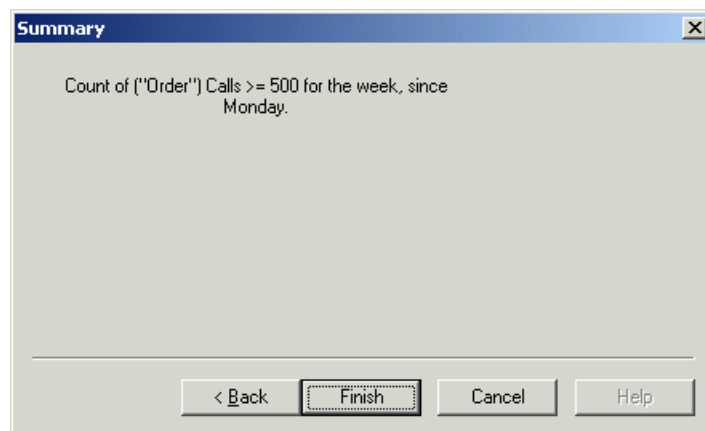 Summary
Count of ("Order") Calls >= 500 for the week, since
Monday.
< Back
Finish
Cancel
Help